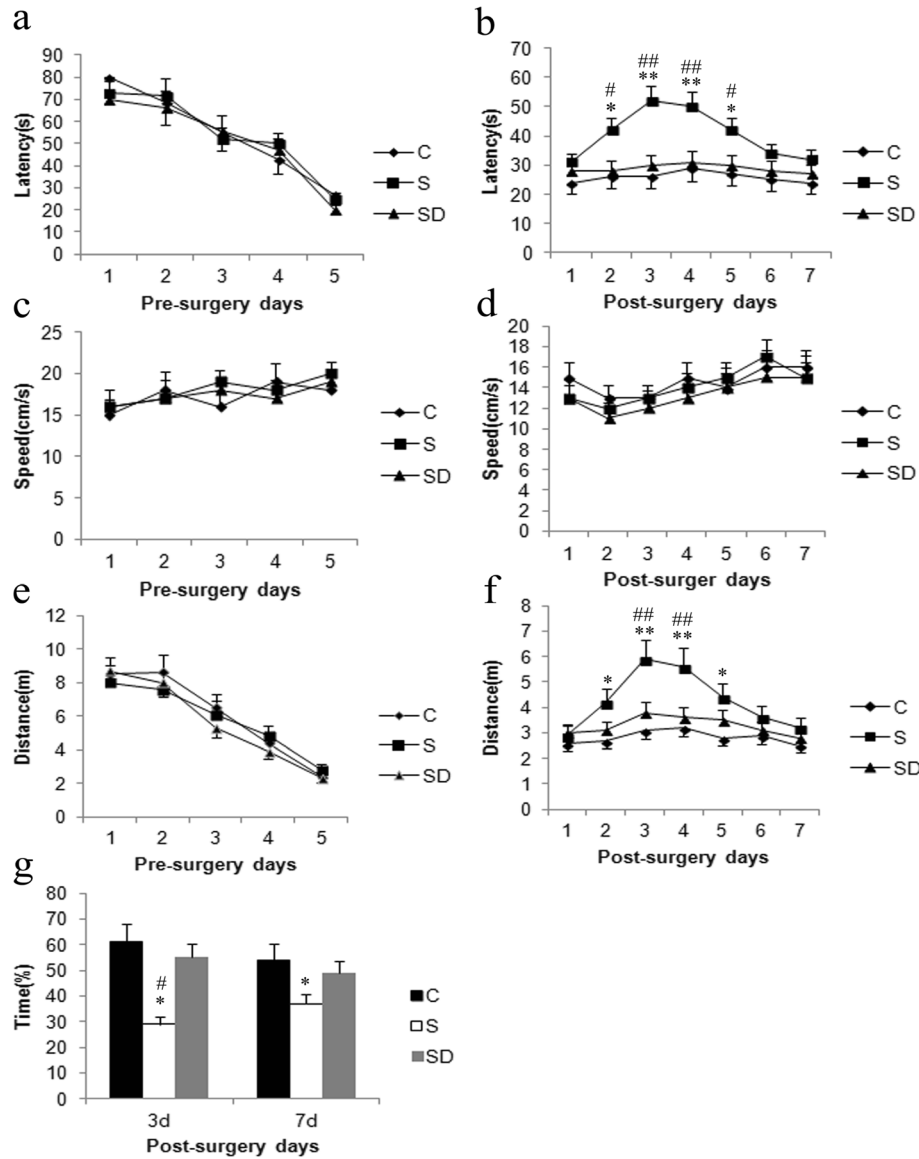 a
Latency(s)
90
80
70
60
50
40
30
20
10
0
1 2 3 4 5
Pre-surgery days
C
S
SD
b
Latency(s)
70
60
50
40
30
20
10
0
# ## ## #
* ** ** *
1 2 3 4 5 6 7
Post-surgery days
C
S
SD
c
Speed(cm/s)
25
20
15
10
5
0
1 2 3 4 5
Pre-surgery days
C
S
SD
d
Speed(cm/s)
20
18
16
14
12
10
8
6
4
2
0
1 2 3 4 5 6 7
Post-surger days
C
S
SD
e
Distance(m)
12
10
8
6
4
2
0
1 2 3 4 5
Pre-surgery days
C
S
SD
f
Distance(m)
8
7
6
5
4
3
2
1
0
## ##
* ** ** *
1 2 3 4 5 6 7
Post-surgery days
C
S
SD
g
Time(%)
80
70
60
50
40
30
20
10
0
#
* *
3d 7d
Post-surgery days
C
S
SD